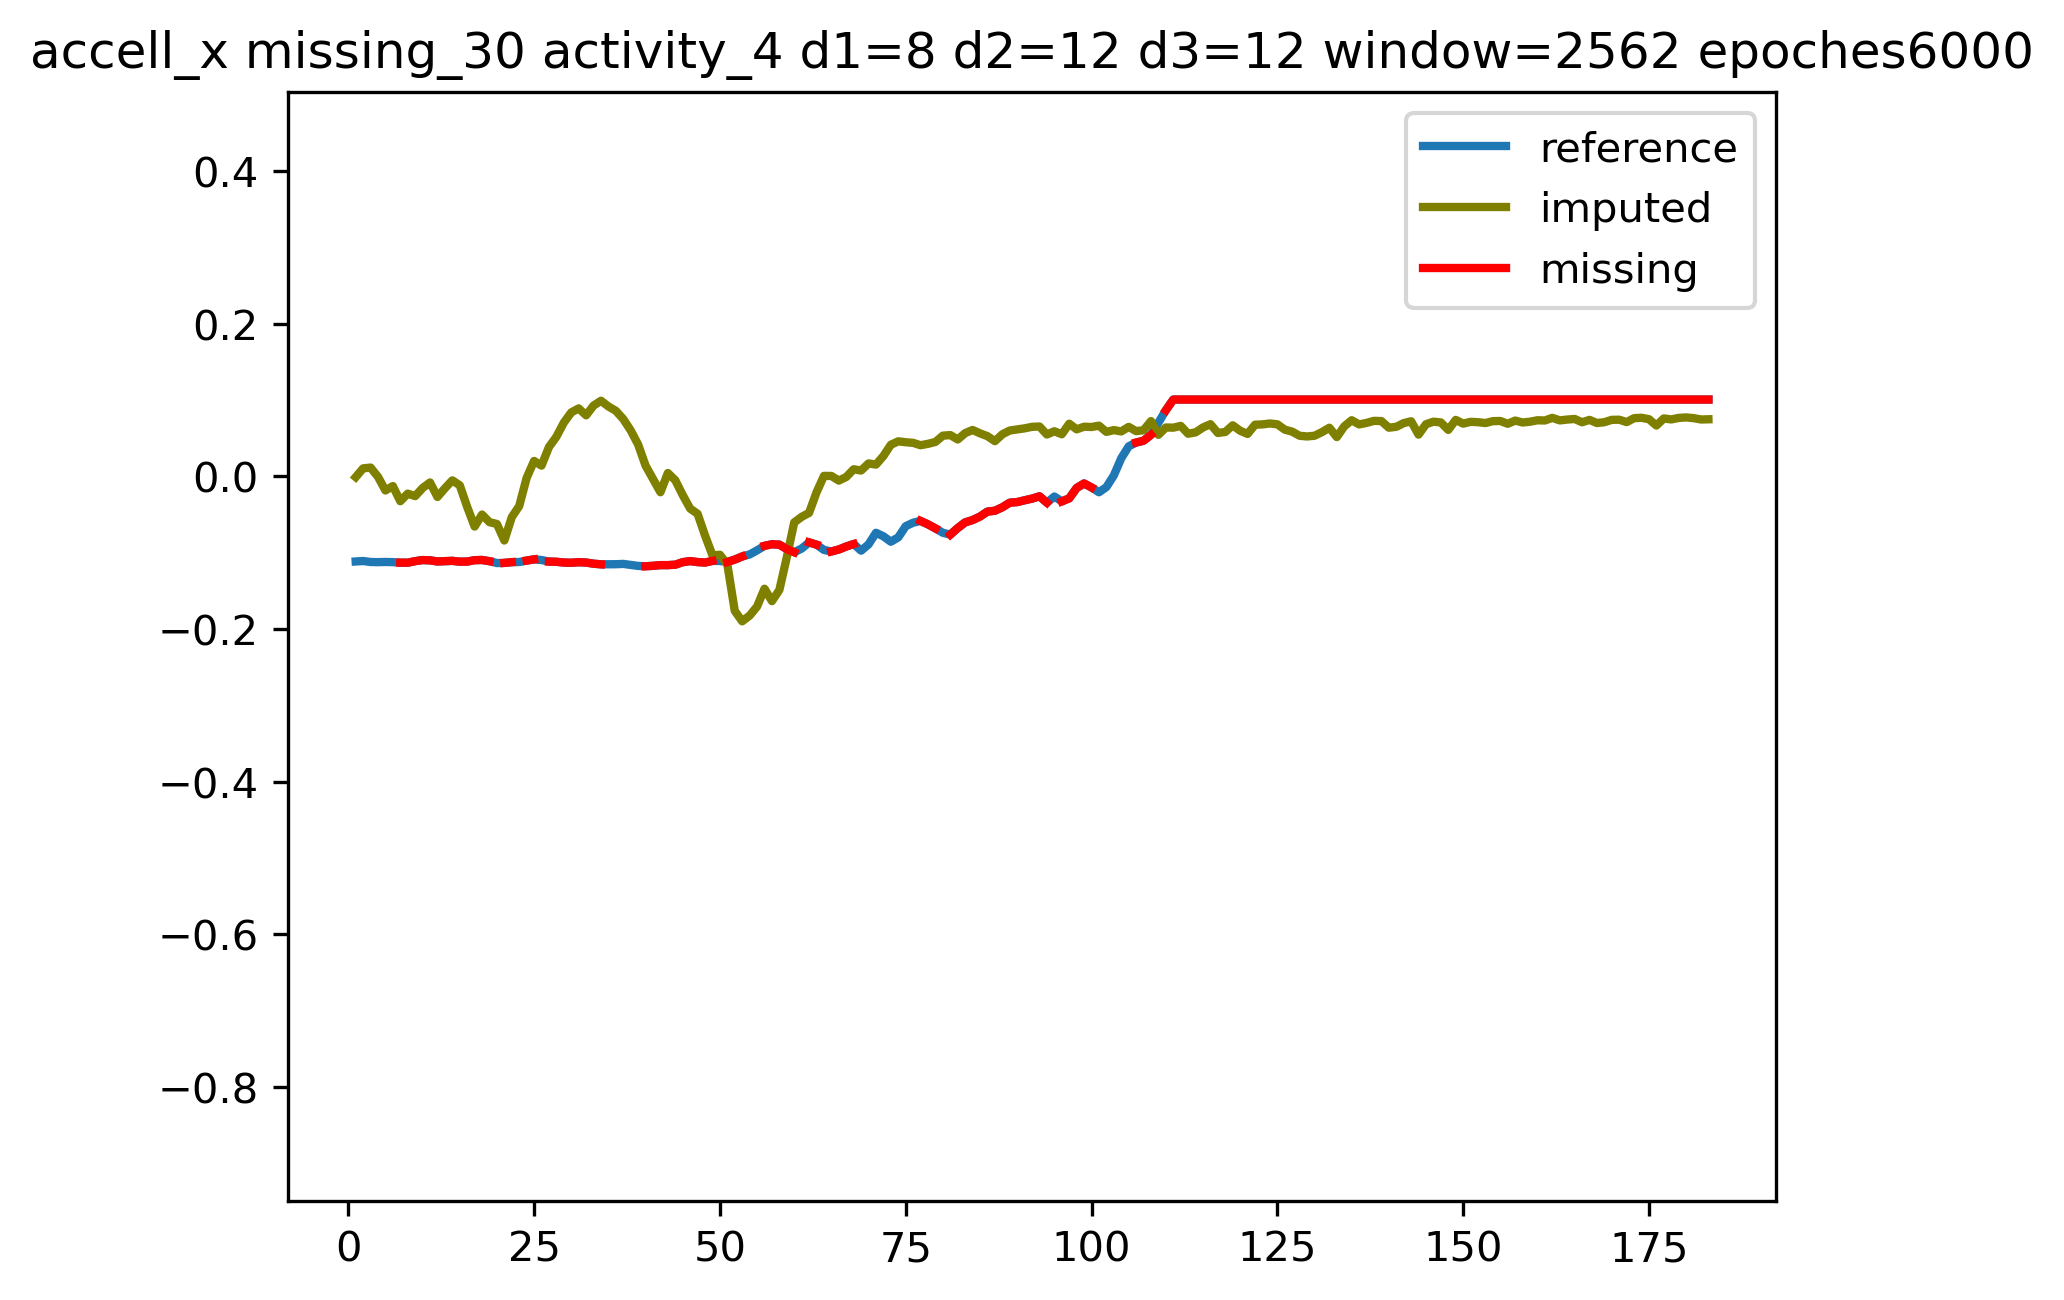 accell_x missing_30 activity_4 d1=8 d2=12 d3=12 window=2562 epoches6000
reference
imputed
missing
0.4
0.2
0.0
−0.2
−0.4
−0.6
−0.8
0 25 50 75 100 125 150 175